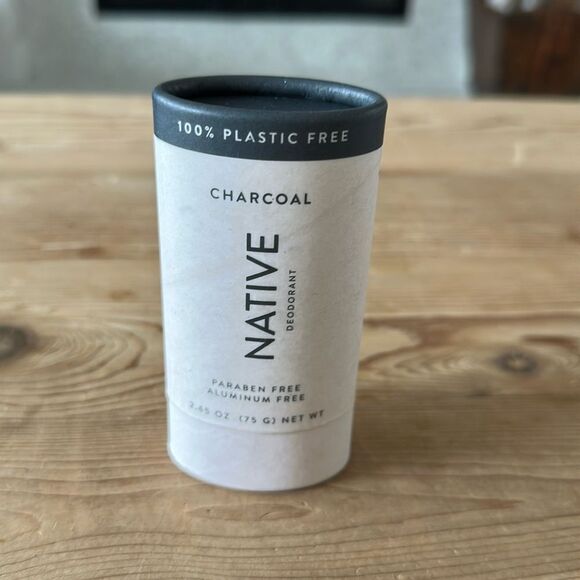 100% PLASTIC FREE
CHARCOAL
NATIVE
DEODORANT
PARABEN FREE
ALUMINUM FREE
2.65 OZ (75 G) NET WT